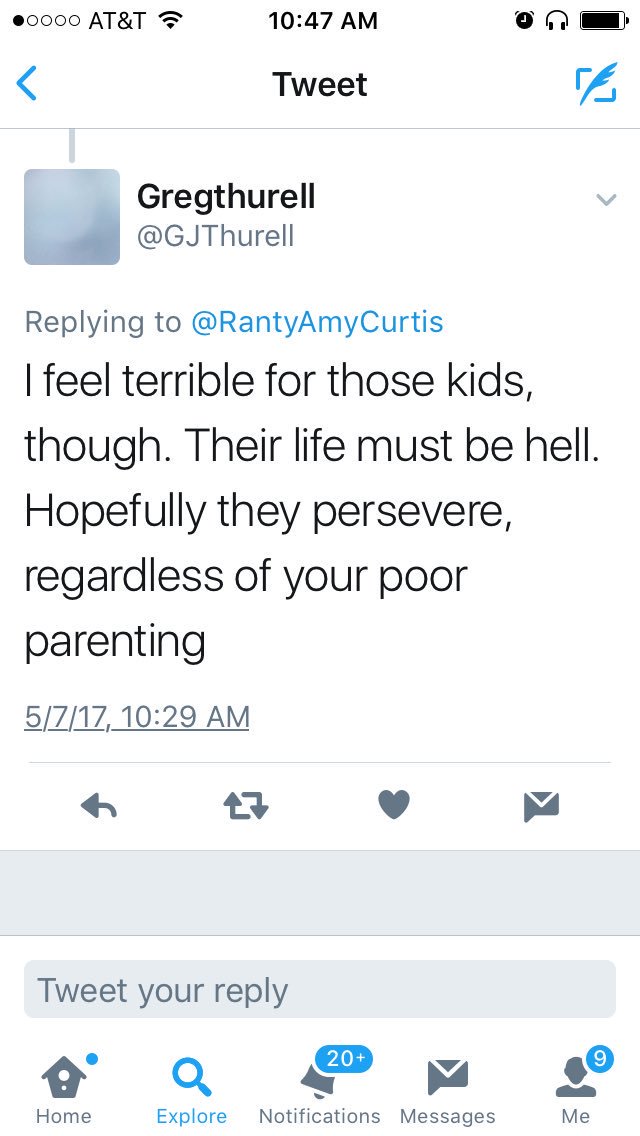 AT&T 10:47 AM
Tweet
Gregthurell
@GJThurell
Replying to @RantyAmyCurtis
I feel terrible for those kids,
though. Their life must be hell.
Hopefully they persevere,
regardless of your poor
parenting
5/7/17, 10:29 AM
Tweet your reply
20+ 9
Home Explore Notifications Messages Me